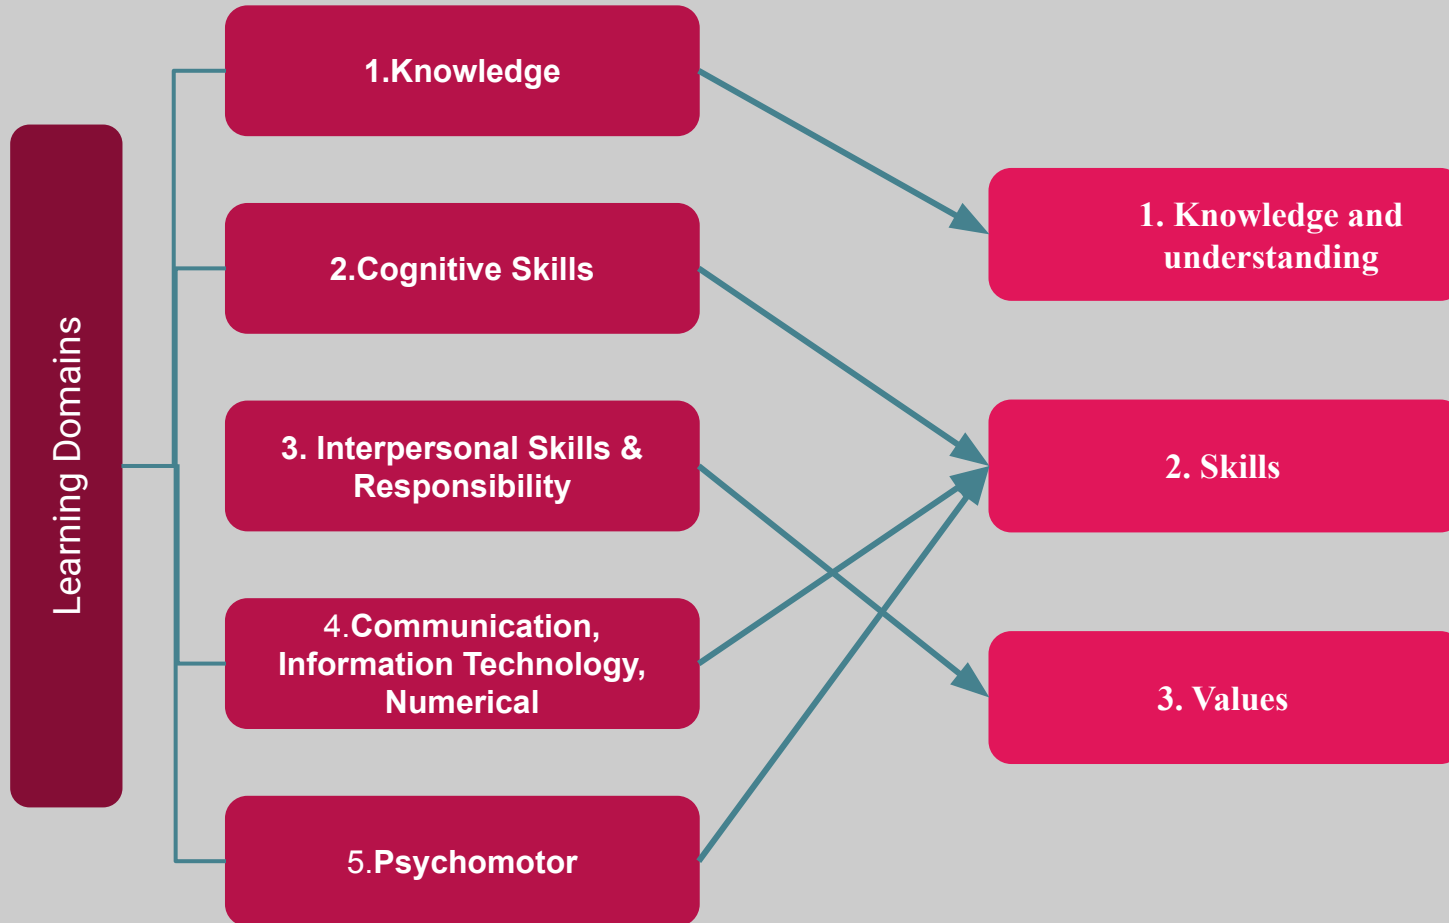 Learning Domains
1.Knowledge
2.Cognitive Skills
3. Interpersonal Skills &
Responsibility
4.Communication,
Information Technology,
Numerical
5.Psychomotor
1. Knowledge and
understanding
2. Skills
3. Values